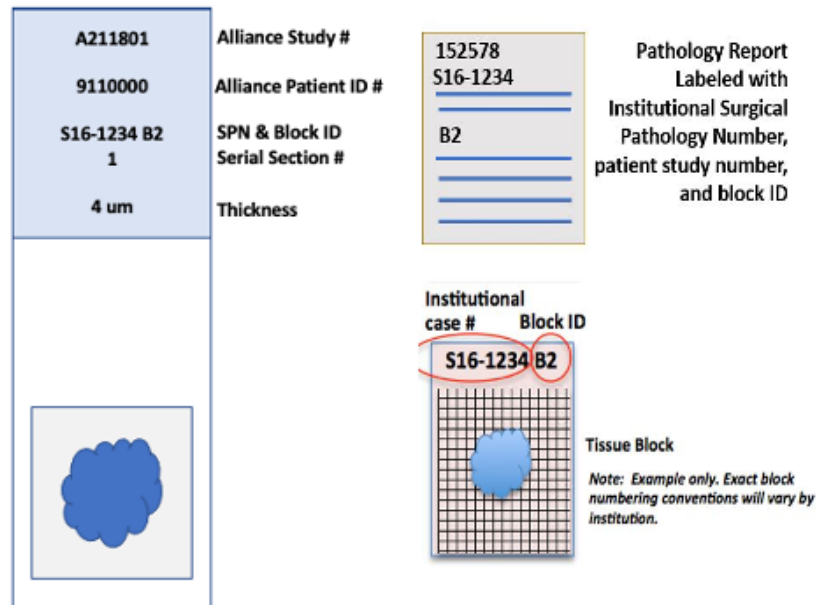 A211801 Alliance Study #
9110000 Alliance Patient ID #
S16-1234 B2 SPN & Block ID
1 Serial Section #
4 um Thickness
152578
S16-1234
B2
Pathology Report
Labeled with
Institutional Surgical
Pathology Number,
patient study number,
and block ID
Institutional
case # Block ID
S16-1234 B2
Tissue Block
Note: Example only. Exact block
numbering conventions will vary by
institution.